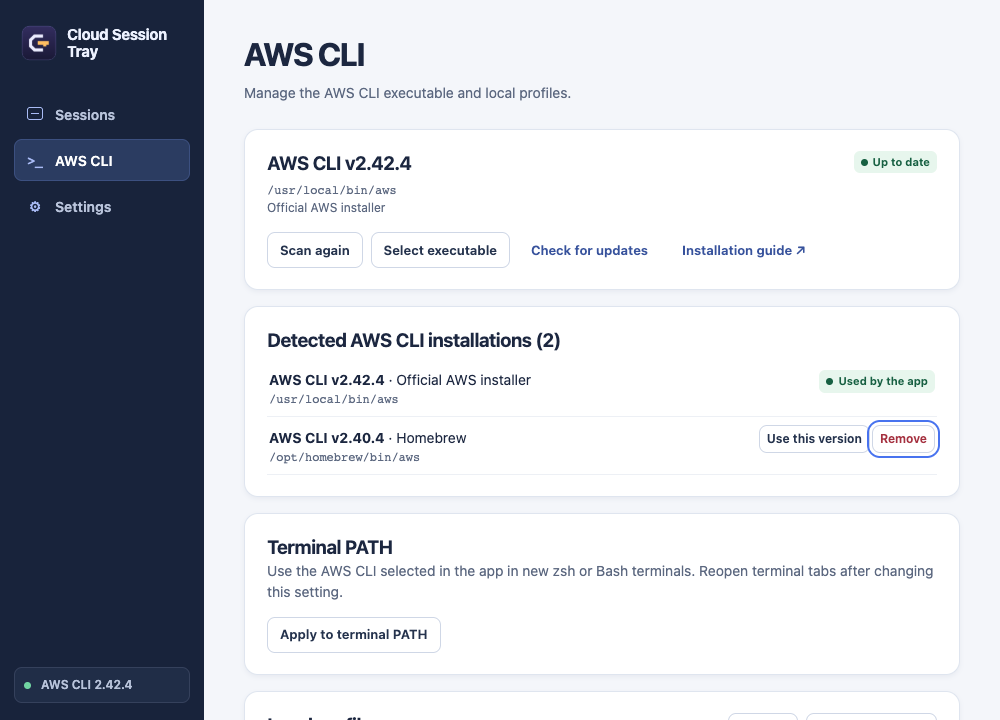 Cloud Session
Tray
Sessions
>_ AWS CLI
Settings
AWS CLI 2.42.4
AWS CLI
Manage the AWS CLI executable and local profiles.
AWS CLI v2.42.4
Up to date
/usr/local/bin/aws
Official AWS installer
Scan again
Select executable
Check for updates
Installation guide ↗
Detected AWS CLI installations (2)
AWS CLI v2.42.4 · Official AWS installer
Used by the app
/usr/local/bin/aws
AWS CLI v2.40.4 · Homebrew
Use this version
Remove
/opt/homebrew/bin/aws
Terminal PATH
Use the AWS CLI selected in the app in new zsh or Bash terminals. Reopen terminal tabs after changing
this setting.
Apply to terminal PATH